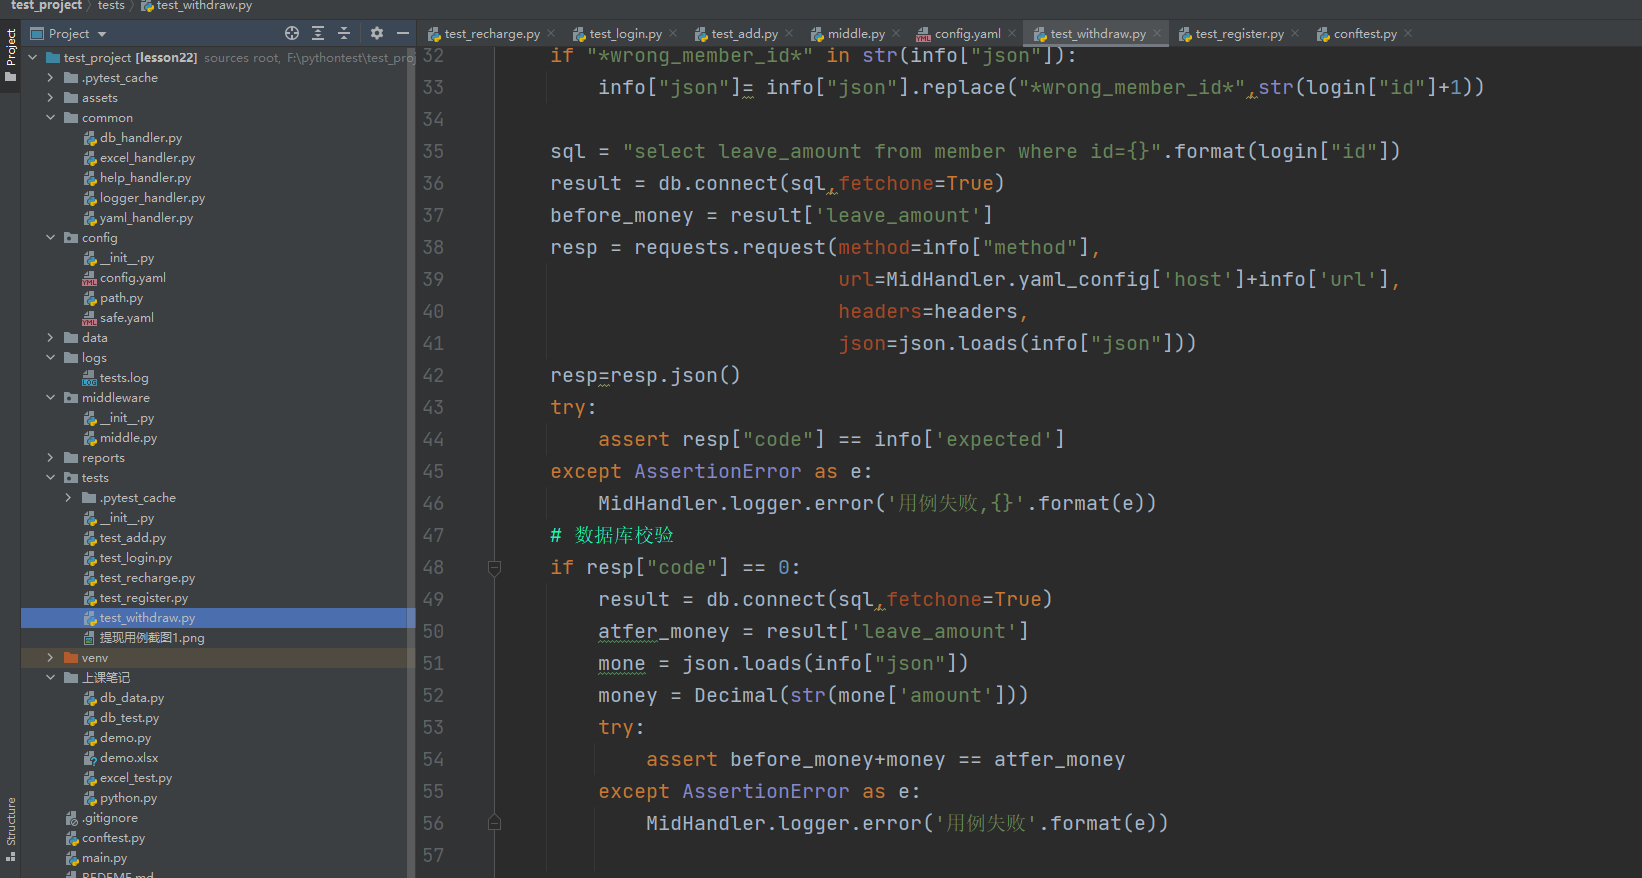 test_project 〉 tests 〉 test_withdraw.py
Project
Project
test_recharge.py
test_login.py
test_add.py
middle.py
config.yaml
test_withdraw.py
test_register.py
conftest.py
test_project [lesson22] sources root, F:\pythontest\test_proj
.pytest_cache
assets
common
db_handler.py
excel_handler.py
help_handler.py
logger_handler.py
yaml_handler.py
config
__init__.py
config.yaml
path.py
safe.yaml
data
logs
tests.log
middleware
__init__.py
middle.py
reports
tests
.pytest_cache
__init__.py
test_add.py
test_login.py
test_recharge.py
test_register.py
test_withdraw.py
提现用例截图1.png
venv
上课笔记
db_data.py
db_test.py
demo.py
demo.xlsx
excel_test.py
python.py
.gitignore
conftest.py
main.py
REDEME.md
Structure
32 if "*wrong_member_id*" in str(info["json"]):
33 info["json"]= info["json"].replace("*wrong_member_id*",str(login["id"]+1))
34
35 sql = "select leave_amount from member where id={}".format(login["id"])
36 result = db.connect(sql,fetchone=True)
37 before_money = result['leave_amount']
38 resp = requests.request(method=info["method"],
39 url=MidHandler.yaml_config['host']+info['url'],
40 headers=headers,
41 json=json.loads(info["json"]))
42 resp=resp.json()
43 try:
44 assert resp["code"] == info['expected']
45 except AssertionError as e:
46 MidHandler.logger.error('用例失败,{}'.format(e))
47 # 数据库校验
48 if resp["code"] == 0:
49 result = db.connect(sql,fetchone=True)
50 atfer_money = result['leave_amount']
51 mone = json.loads(info["json"])
52 money = Decimal(str(mone['amount']))
53 try:
54 assert before_money+money == atfer_money
55 except AssertionError as e:
56 MidHandler.logger.error('用例失败'.format(e))
57